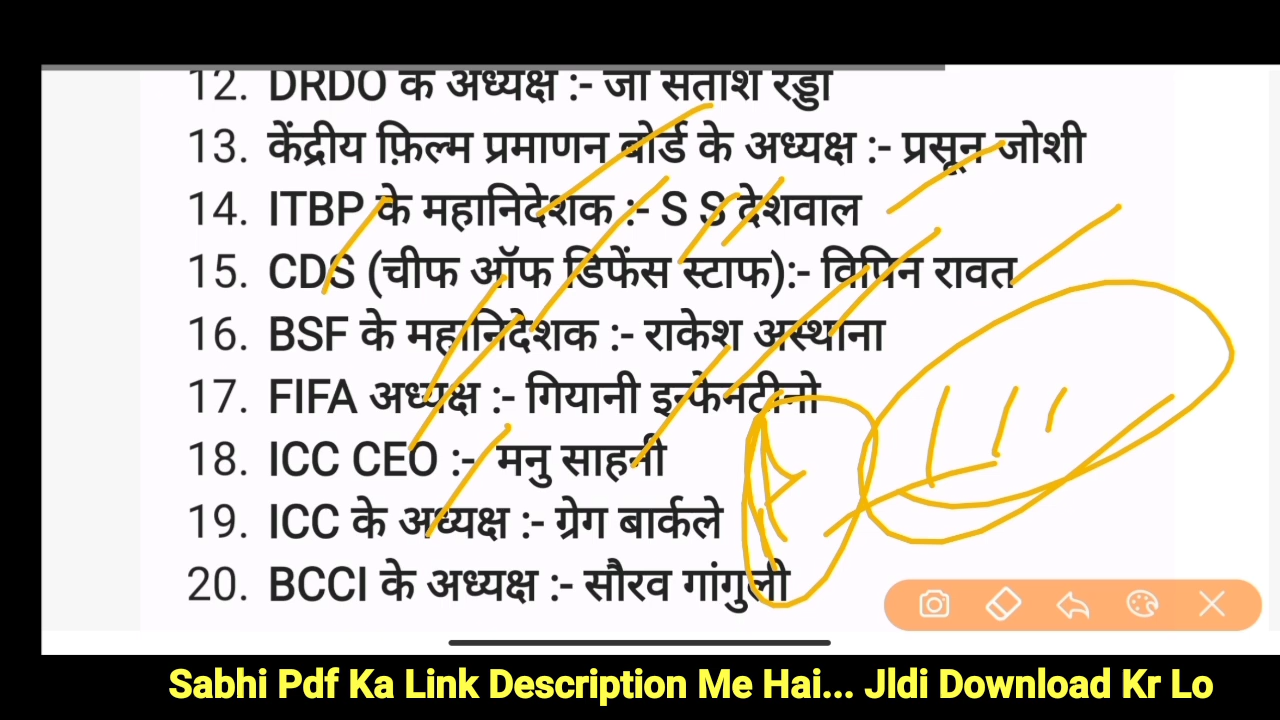 12. DRDO के अध्यक्ष :- जी सतीश रेड्डी
13. केंद्रीय फ़िल्म प्रमाणन बोर्ड के अध्यक्ष :- प्रसून जोशी
14. ITBP के महानिदेशक :- S S देशवाल
15. CDS (चीफ ऑफ डिफेंस स्टाफ):- विपिन रावत
16. BSF के महानिदेशक :- राकेश अस्थाना
17. FIFA अध्यक्ष :- गियानी इन्फेनटीनो
18. ICC CEO :- मनु साहनी
19. ICC के अध्यक्ष :- ग्रेग बार्कले
20. BCCI के अध्यक्ष :- सौरव गांगुली
Sabhi Pdf Ka Link Description Me Hai... Jldi Download Kr Lo